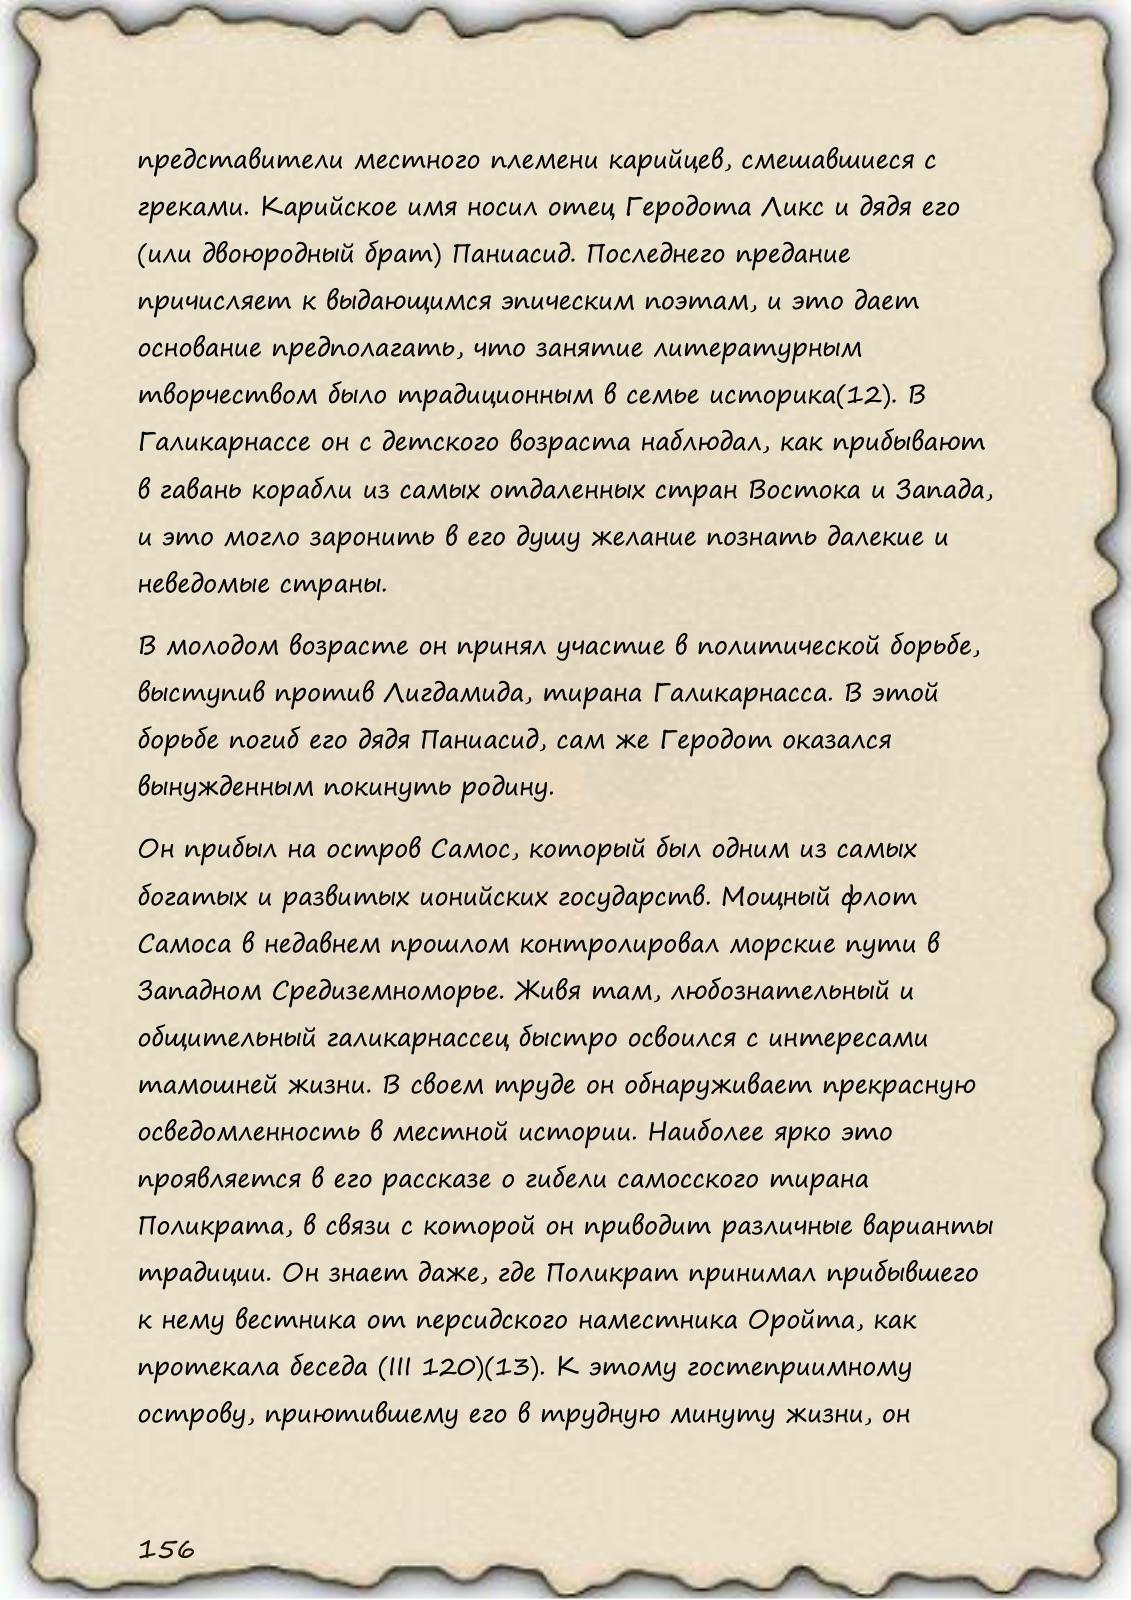 представители местного племени карийцев, смешавшиеся с
греками. Карийское имя носил отец Геродота Ликс и дядя его
(или двоюродный брат) Паниасид. Последнего предание
причисляет к выдающимся эпическим поэтам, и это дает
основание предполагать, что занятие литературным
творчеством было традиционным в семье историка(12). В
Галикарнассе он с детского возраста наблюдал, как прибывают
в гавань корабли из самых отдаленных стран Востока и Запада,
и это могло заронить в его душу желание познать далекие и
неведомые страны.
В молодом возрасте он принял участие в политической борьбе,
выступив против Лигдамида, тирана Галикарнасса. В этой
борьбе погиб его дядя Паниасид, сам же Геродот оказался
вынужденным покинуть родину.
Он прибыл на остров Самос, который был одним из самых
богатых и развитых ионийских государств. Мощный флот
Самоса в недавнем прошлом контролировал морские пути в
Западном Средиземноморье. Живя там, любознательный и
общительный галикарнассец быстро освоился с интересами
тамошней жизни. В своем труде он обнаруживает прекрасную
осведомленность в местной истории. Наиболее ярко это
проявляется в его рассказе о гибели самосского тирана
Поликрата, в связи с которой он приводит различные варианты
традиции. Он знает даже, где Поликрат принимал прибывшего
к нему вестника от персидского наместника Оройта, как
протекала беседа (III 120)(13). К этому гостеприимному
острову, приютившему его в трудную минуту жизни, он
156